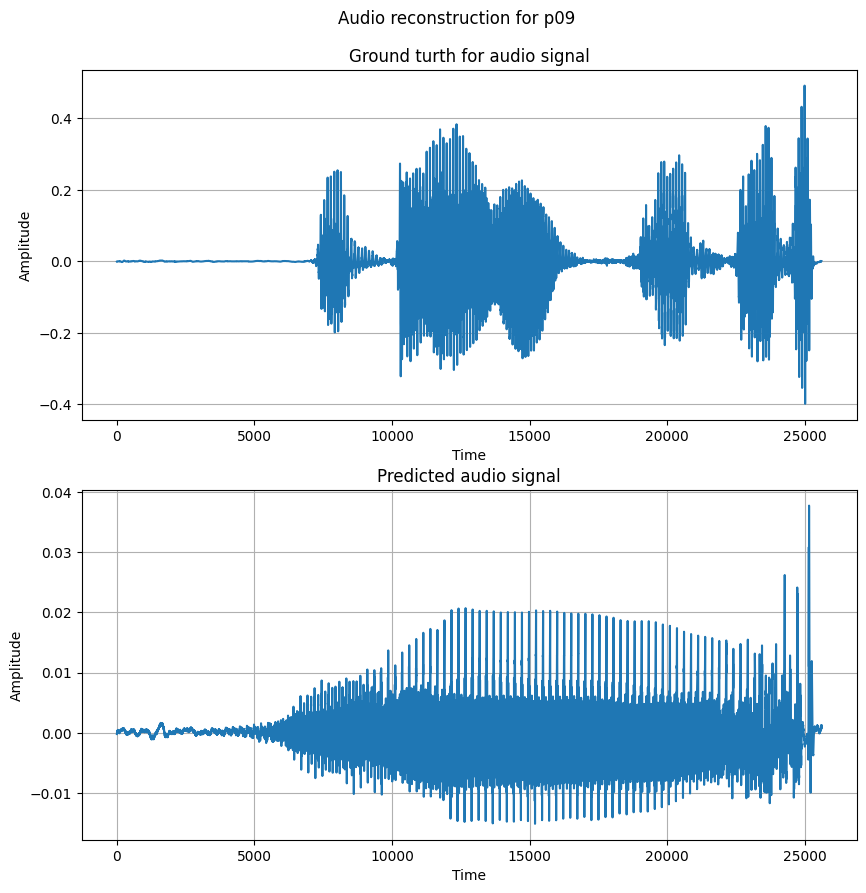 Audio reconstruction for p09
Ground turth for audio signal
Amplitude
0.4
0.2
0.0
−0.2
−0.4
0 5000 10000 15000 20000 25000
Time
Predicted audio signal
Amplitude
0.04
0.03
0.02
0.01
0.00
−0.01
0 5000 10000 15000 20000 25000
Time